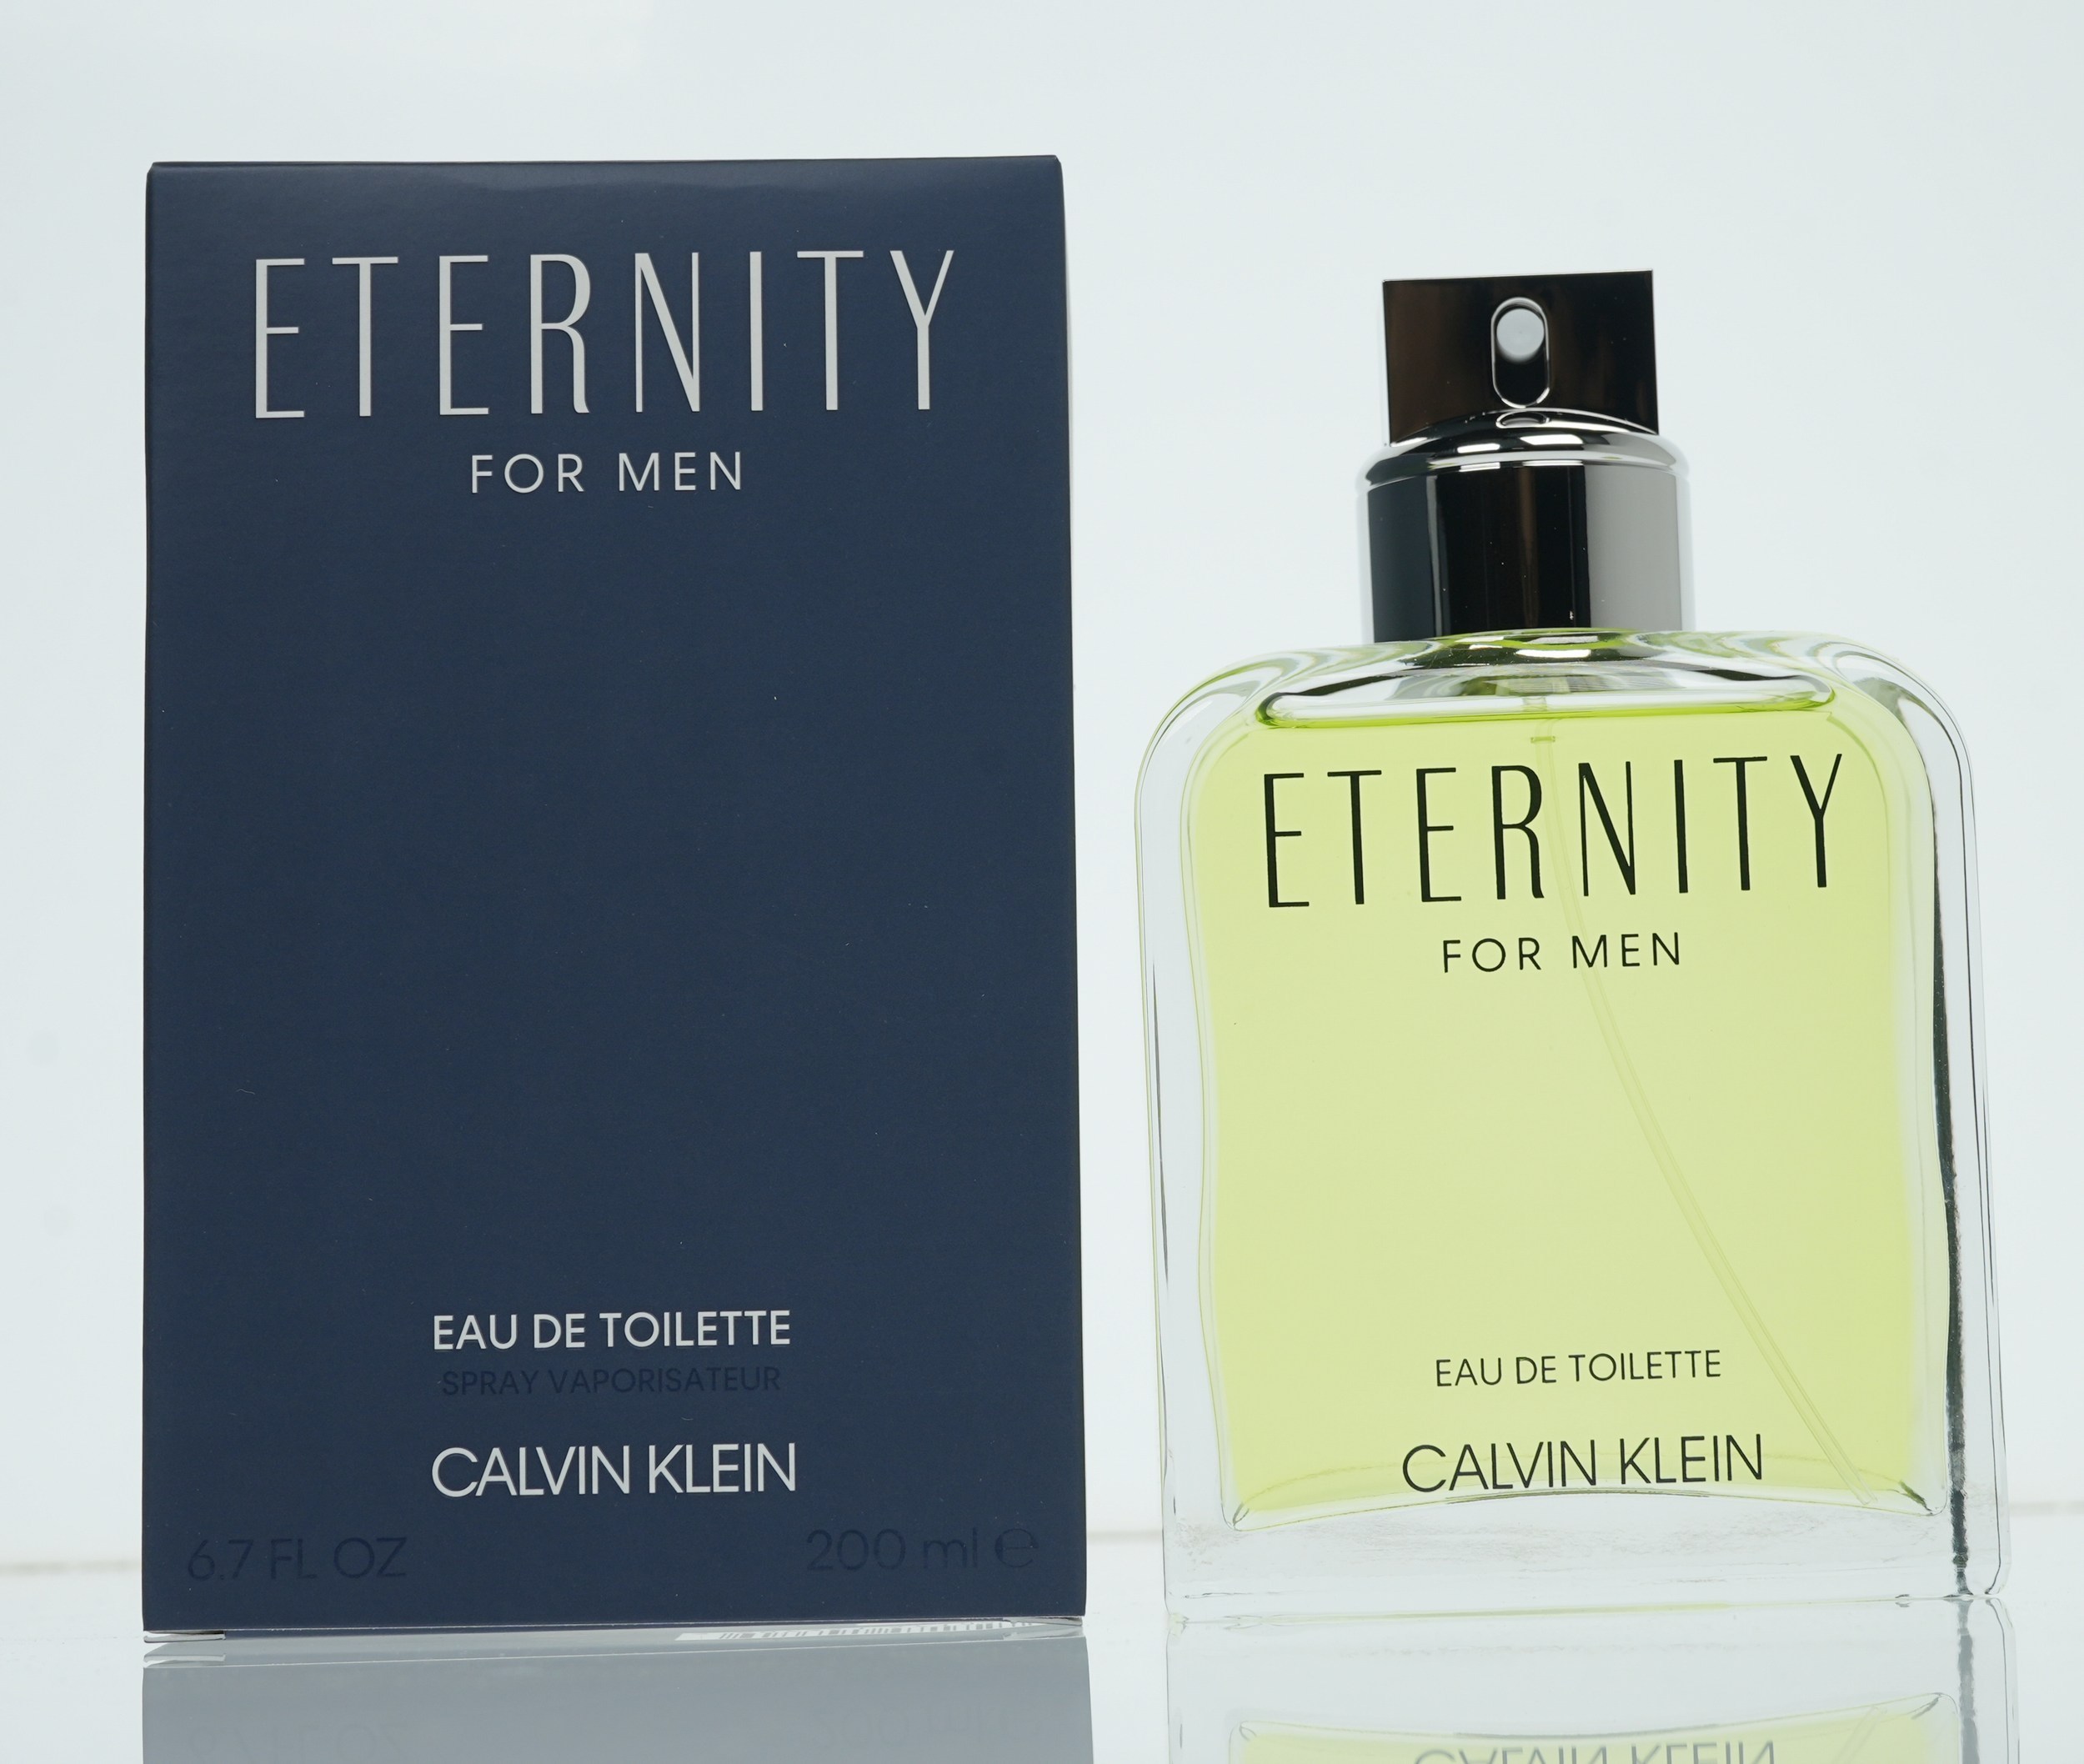 ETERNITY
FOR MEN
EAU DE TOILETTE
SPRAY VAPORISATEUR
CALVIN KLEIN
6.7 FL OZ 200 ml ℮
ETERNITY
FOR MEN
EAU DE TOILETTE
CALVIN KLEIN